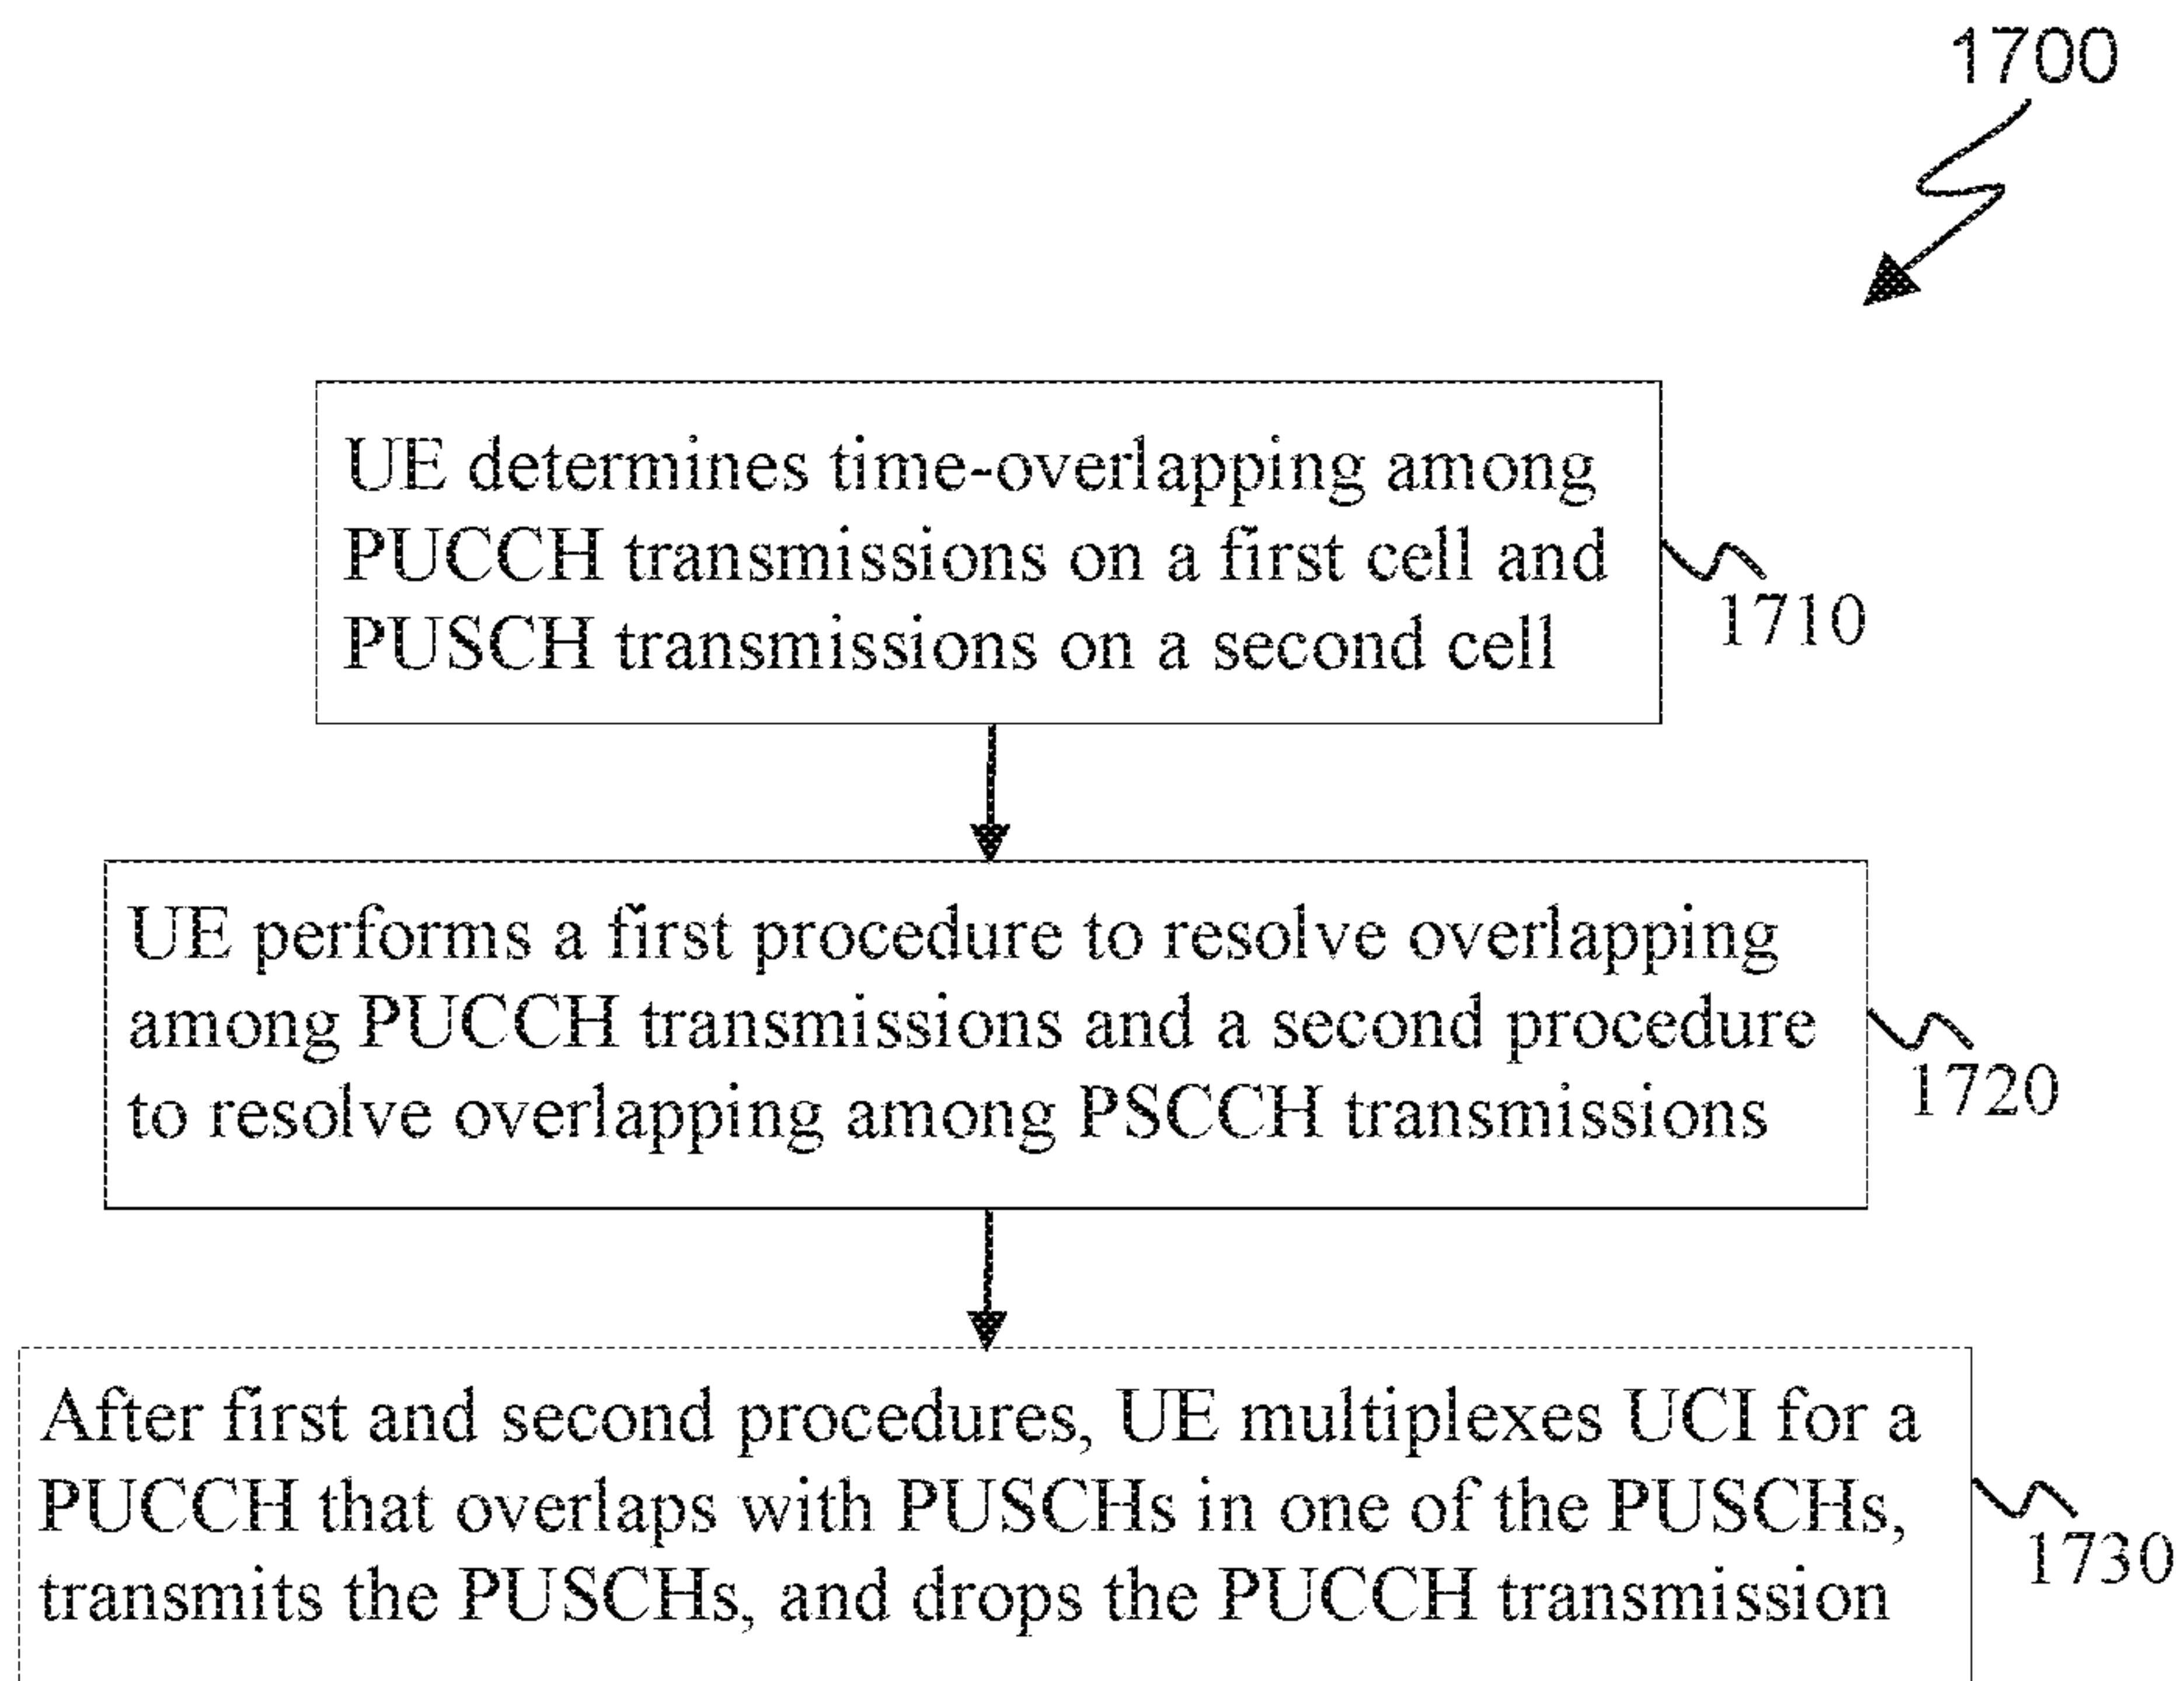 1700
UE determines time-overlapping among
PUCCH transmissions on a first cell and
PUSCH transmissions on a second cell
1710
UE performs a first procedure to resolve overlapping
among PUCCH transmissions and a second procedure
to resolve overlapping among PSCCH transmissions
1720
After first and second procedures, UE multiplexes UCI for a
PUCCH that overlaps with PUSCHs in one of the PUSCHs,
transmits the PUSCHs, and drops the PUCCH transmission
1730